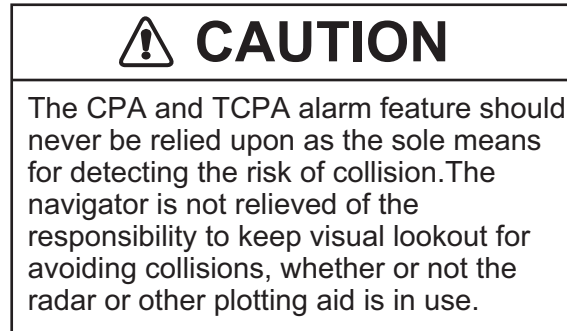 CAUTION
The CPA and TCPA alarm feature should
never be relied upon as the sole means
for detecting the risk of collision.The
navigator is not relieved of the
responsibility to keep visual lookout for
avoiding collisions, whether or not the
radar or other plotting aid is in use.